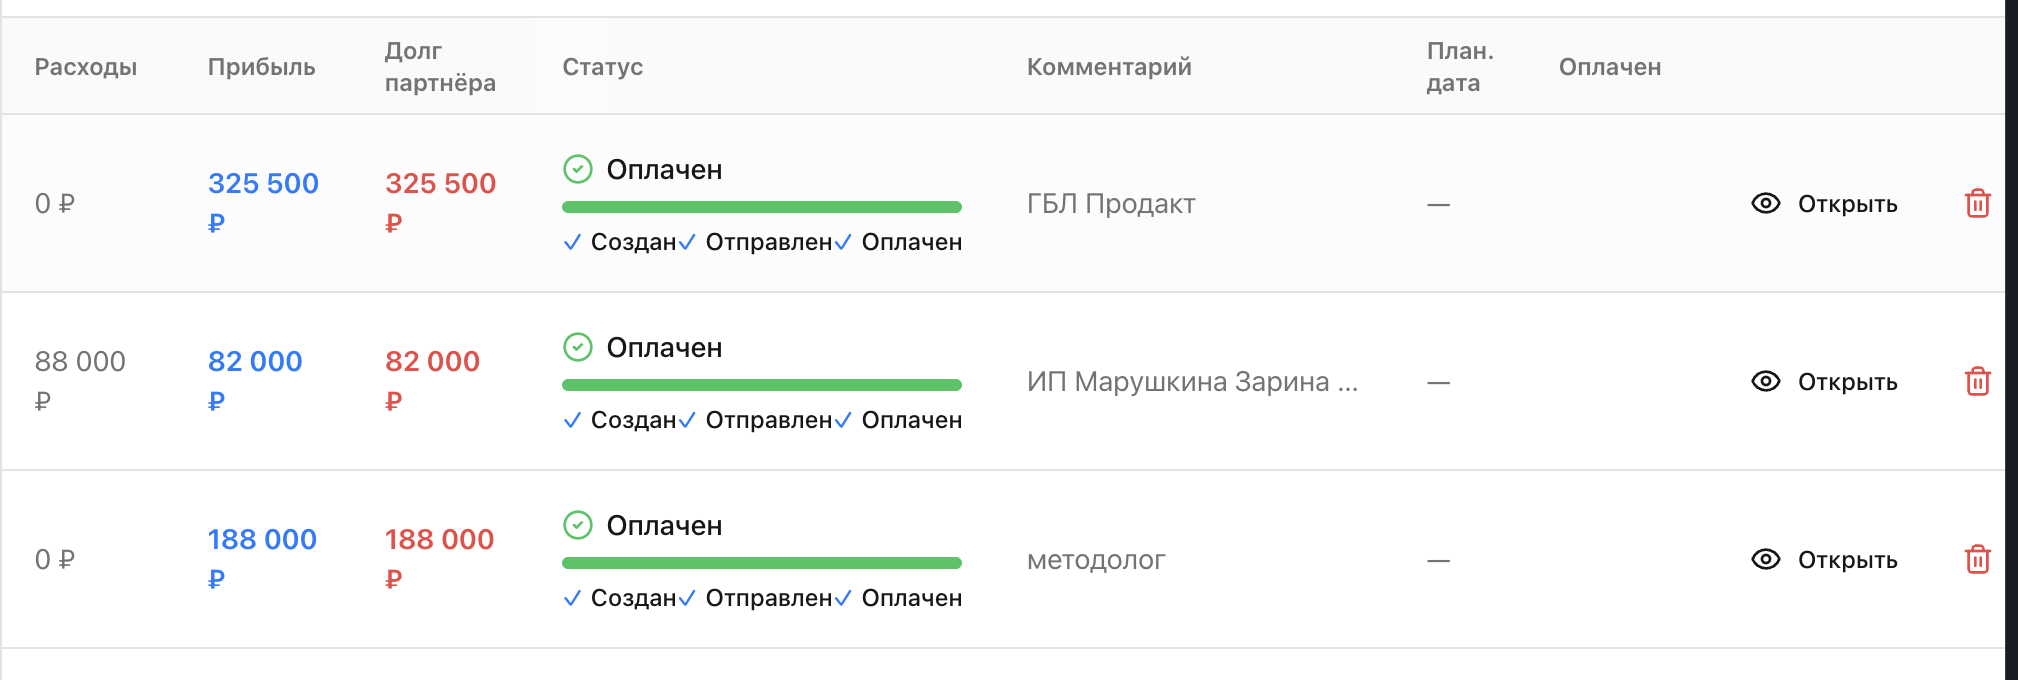 Расходы
Прибыль
Долг
партнёра
Статус
Комментарий
План.
дата
Оплачен
0 ₽
325 500
₽
325 500
₽
Оплачен
Создан Отправлен Оплачен
ГБЛ Продакт
—
Открыть
88 000
₽
82 000
₽
82 000
₽
Оплачен
Создан Отправлен Оплачен
ИП Марушкина Зарина ...
—
Открыть
0 ₽
188 000
₽
188 000
₽
Оплачен
Создан Отправлен Оплачен
методолог
—
Открыть